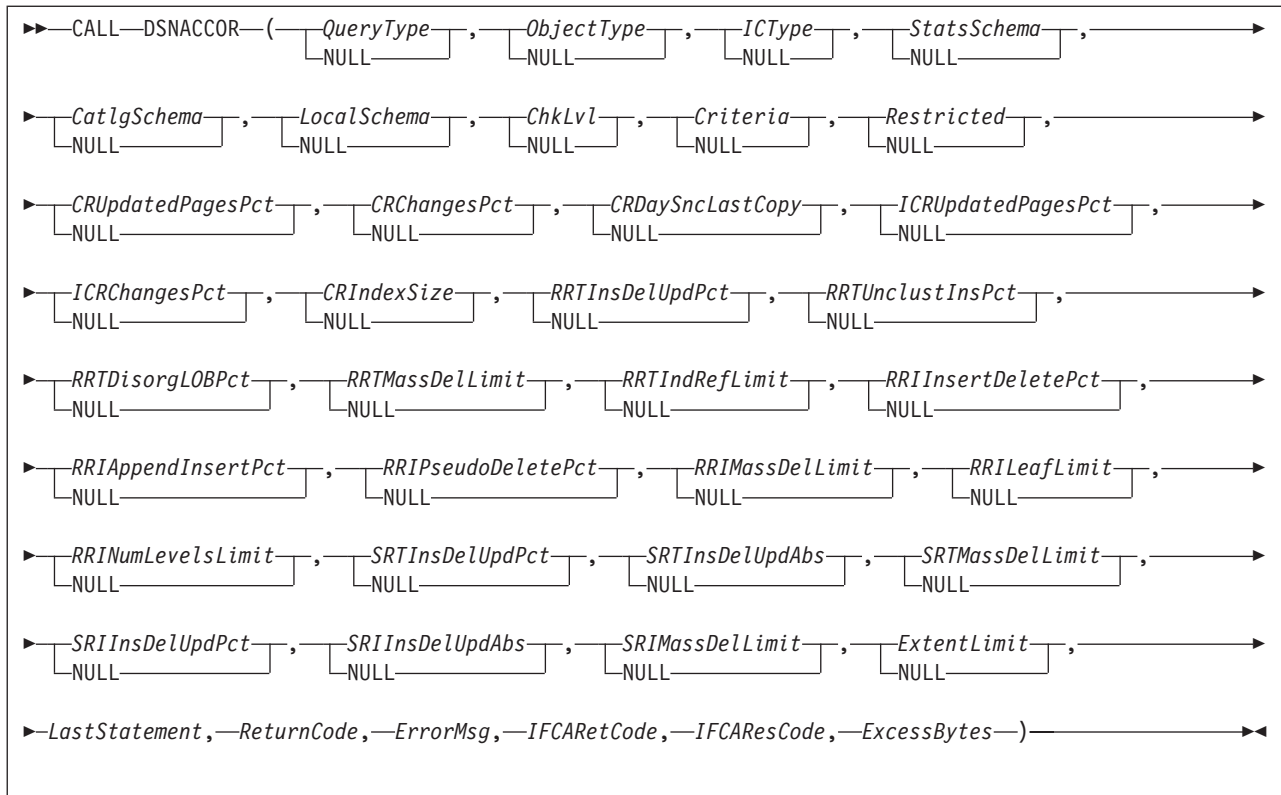 CALL DSNACCOR ( QueryType , ObjectType , ICType , StatsSchema ,
NULL NULL NULL NULL
CatlgSchema , LocalSchema , ChkLvl , Criteria , Restricted ,
NULL NULL NULL NULL NULL
CRUpdatedPagesPct , CRChangesPct , CRDaySncLastCopy , ICRUpdatedPagesPct ,
NULL NULL NULL NULL
ICRChangesPct , CRIndexSize , RRTInsDelUpdPct , RRTUnclustInsPct ,
NULL NULL NULL NULL
RRTDisorgLOBPct , RRTMassDelLimit , RRTIndRefLimit , RRIInsertDeletePct ,
NULL NULL NULL NULL
RRIAppendInsertPct , RRIPseudoDeletePct , RRIMassDelLimit , RRILeafLimit ,
NULL NULL NULL NULL
RRINumLevelsLimit , SRTInsDelUpdPct , SRTInsDelUpdAbs , SRTMassDelLimit ,
NULL NULL NULL NULL
SRIInsDelUpdPct , SRIInsDelUpdAbs , SRIMassDelLimit , ExtentLimit ,
NULL NULL NULL NULL
LastStatement, ReturnCode, ErrorMsg, IFCARetCode, IFCAResCode, ExcessBytes )